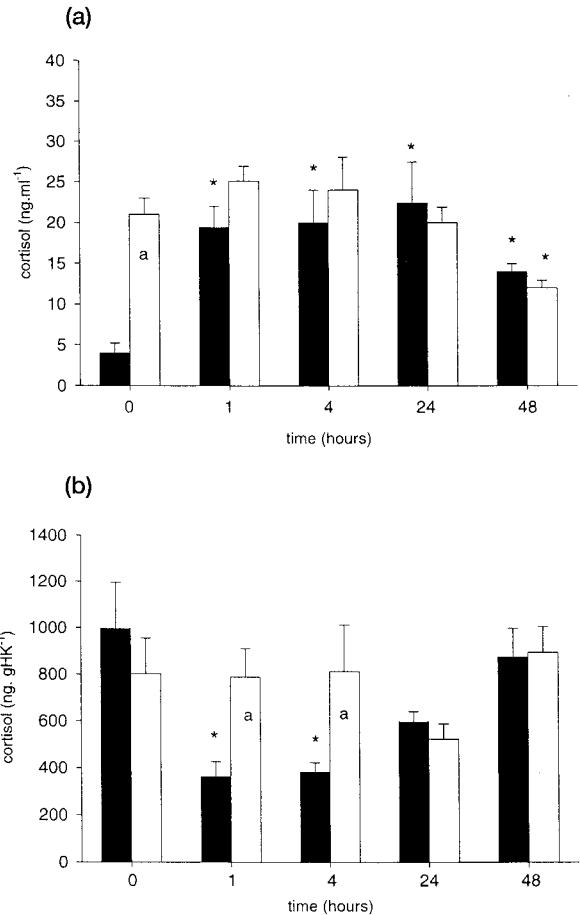 (a)
cortisol (ng.ml⁻¹)
40
35
30
25
20
15
10
5
0
* * * * *
a
0 1 4 24 48
time (hours)
(b)
cortisol (ng. gHK⁻¹)
1400
1200
1000
800
600
400
200
0
* *
a a
0 1 4 24 48
time (hours)